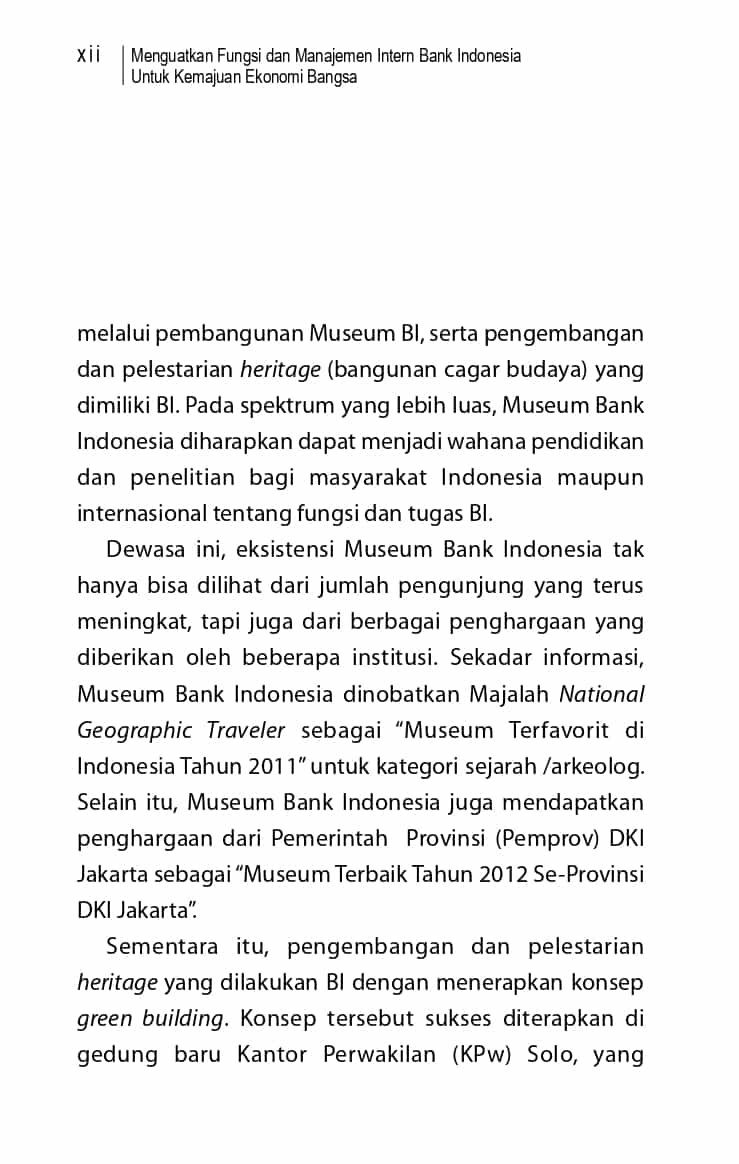 xii
Menguatkan Fungsi dan Manajemen Intern Bank Indonesia
Untuk Kemajuan Ekonomi Bangsa
melalui pembangunan Museum BI, serta pengembangan
dan pelestarian heritage (bangunan cagar budaya) yang
dimiliki BI. Pada spektrum yang lebih luas, Museum Bank
Indonesia diharapkan dapat menjadi wahana pendidikan
dan penelitian bagi masyarakat Indonesia maupun
internasional tentang fungsi dan tugas BI.
Dewasa ini, eksistensi Museum Bank Indonesia tak
hanya bisa dilihat dari jumlah pengunjung yang terus
meningkat, tapi juga dari berbagai penghargaan yang
diberikan oleh beberapa institusi. Sekadar informasi,
Museum Bank Indonesia dinobatkan Majalah National
Geographic Traveler sebagai “Museum Terfavorit di
Indonesia Tahun 2011” untuk kategori sejarah /arkeolog.
Selain itu, Museum Bank Indonesia juga mendapatkan
penghargaan dari Pemerintah  Provinsi (Pemprov) DKI
Jakarta sebagai “Museum Terbaik Tahun 2012 Se-Provinsi
DKI Jakarta”.
Sementara itu, pengembangan dan pelestarian
heritage yang dilakukan BI dengan menerapkan konsep
green building. Konsep tersebut sukses diterapkan di
gedung baru Kantor Perwakilan (KPw) Solo, yang